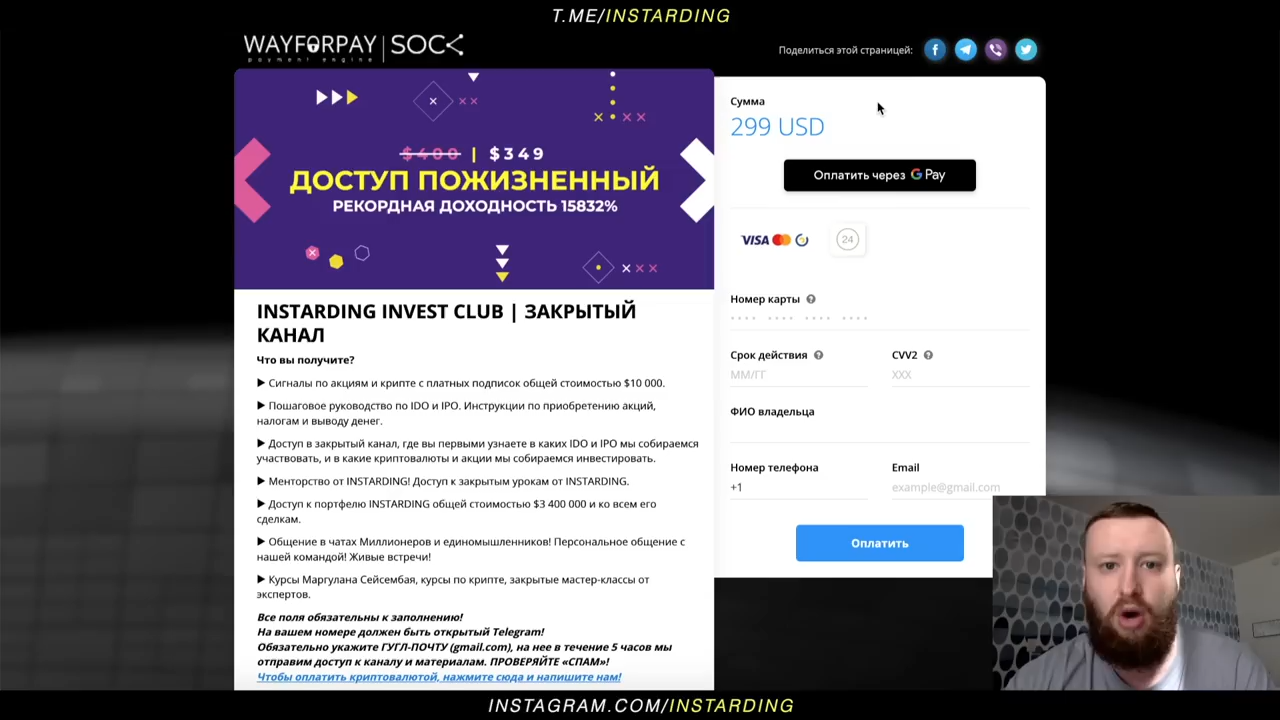 T.ME/INSTARDING
WAYFORPAY | SOC
payment engine
Поделиться этой страницей:
$400 | $349
ДОСТУП ПОЖИЗНЕННЫЙ
РЕКОРДНАЯ ДОХОДНОСТЬ 15832%
INSTARDING INVEST CLUB | ЗАКРЫТЫЙ
КАНАЛ
Что вы получите?
▶ Сигналы по акциям и крипте с платных подписок общей стоимостью $10 000.
▶ Пошаговое руководство по IDO и IPO. Инструкции по приобретению акций,
налогам и выводу денег.
▶ Доступ в закрытый канал, где вы первыми узнаете в каких IDO и IPO мы собираемся
участвовать, и в какие криптовалюты и акции мы собираемся инвестировать.
▶ Менторство от INSTARDING! Доступ к закрытым урокам от INSTARDING.
▶ Доступ к портфелю INSTARDING общей стоимостью $3 400 000 и ко всем его
сделкам.
▶ Общение в чатах Миллионеров и единомышленников! Персональное общение с
нашей командой! Живые встречи!
▶ Курсы Маргулана Сейсембая, курсы по крипте, закрытые мастер-классы от
экспертов.
Все поля обязательны к заполнению!
На вашем номере должен быть открытый Telegram!
Обязательно укажите ГУГЛ-ПОЧТУ (gmail.com), на нее в течение 5 часов мы
отправим доступ к каналу и материалам. ПРОВЕРЯЙТЕ «СПАМ»!
Чтобы оплатить криптовалютой, нажмите сюда и напишите нам!
Сумма
299 USD
Оплатить через G Pay
VISA
24
Номер карты
Срок действия
CVV2
ММ/ГГ
XXX
ФИО владельца
Номер телефона
Email
+1
example@gmail.com
Оплатить
INSTAGRAM.COM/INSTARDING